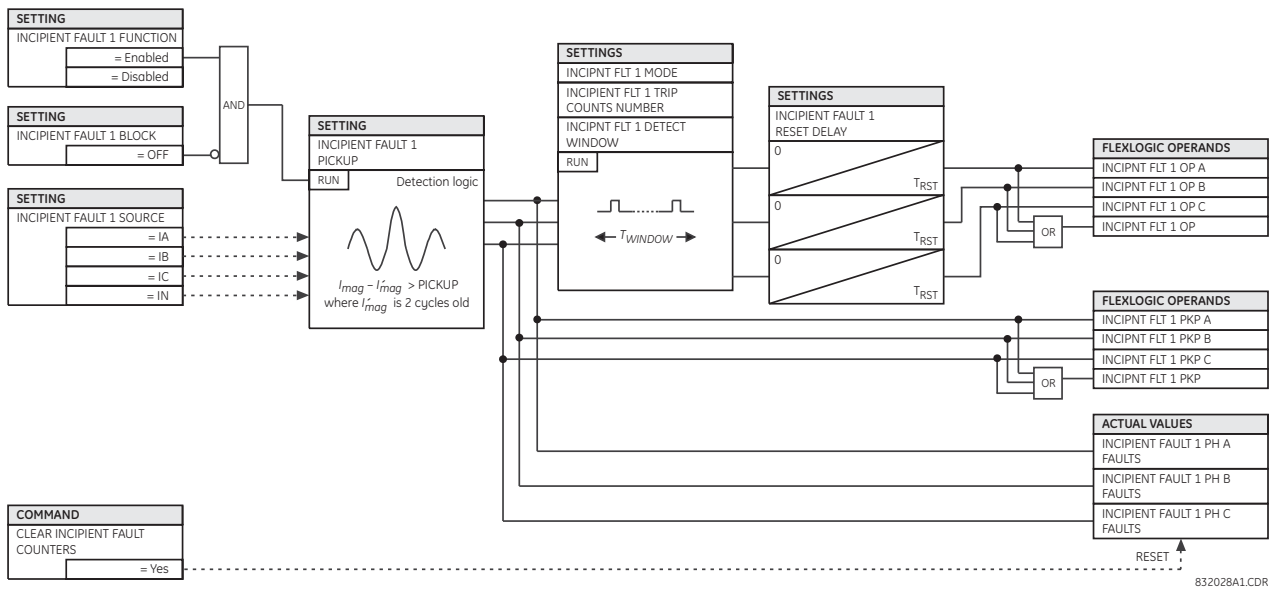 SETTING
INCIPIENT FAULT 1 FUNCTION
= Enabled
= Disabled
SETTING
INCIPIENT FAULT 1 BLOCK
= OFF
SETTING
INCIPIENT FAULT 1 SOURCE
= IA
= IB
= IC
= IN
AND
SETTING
INCIPIENT FAULT 1
PICKUP
RUN
Detection logic
Imag – I´mag > PICKUP
where I´mag is 2 cycles old
SETTINGS
INCIPNT FLT 1 MODE
INCIPIENT FLT 1 TRIP
COUNTS NUMBER
INCIPNT FLT 1 DETECT
WINDOW
RUN
TWINDOW
SETTINGS
INCIPIENT FAULT 1
RESET DELAY
0
TRST
0
TRST
0
TRST
OR
FLEXLOGIC OPERANDS
INCIPNT FLT 1 OP A
INCIPNT FLT 1 OP B
INCIPNT FLT 1 OP C
INCIPNT FLT 1 OP
OR
FLEXLOGIC OPERANDS
INCIPNT FLT 1 PKP A
INCIPNT FLT 1 PKP B
INCIPNT FLT 1 PKP C
INCIPNT FLT 1 PKP
ACTUAL VALUES
INCIPIENT FAULT 1 PH A
FAULTS
INCIPIENT FAULT 1 PH B
FAULTS
INCIPIENT FAULT 1 PH C
FAULTS
COMMAND
CLEAR INCIPIENT FAULT
COUNTERS
= Yes
RESET
832028A1.CDR